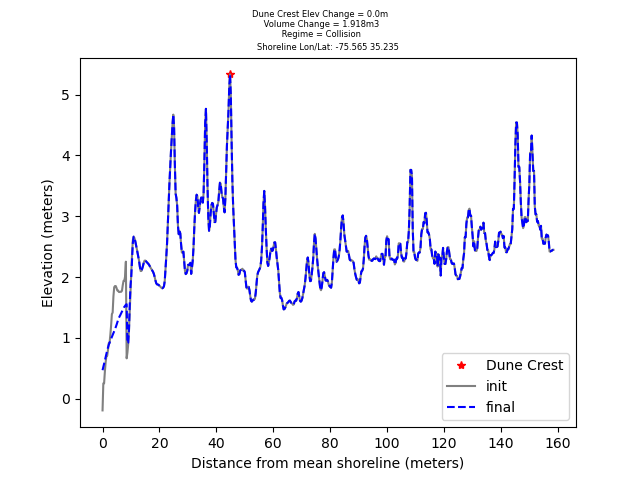 Dune Crest Elev Change = 0.0m
Volume Change = 1.918m3
Regime = Collision
Shoreline Lon/Lat: -75.565 35.235
5
4
3
2
1
0
Elevation (meters)
Dune Crest
init
final
0 20 40 60 80 100 120 140 160
Distance from mean shoreline (meters)